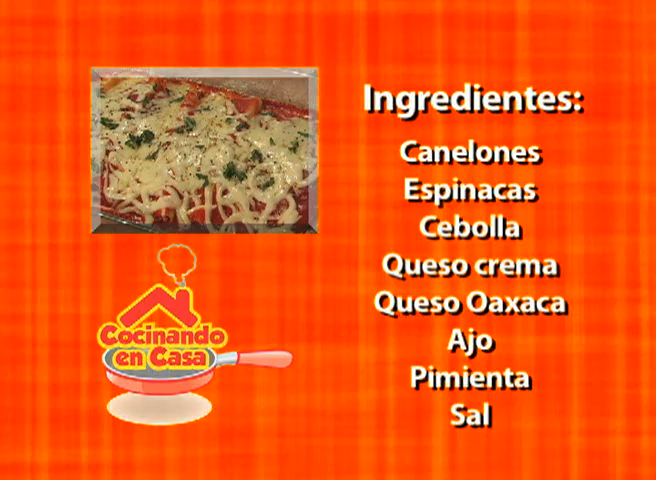 Ingredientes:
Canelones
Espinacas
Cebolla
Queso crema
Queso Oaxaca
Ajo
Pimienta
Sal
Cocinando
en Casa